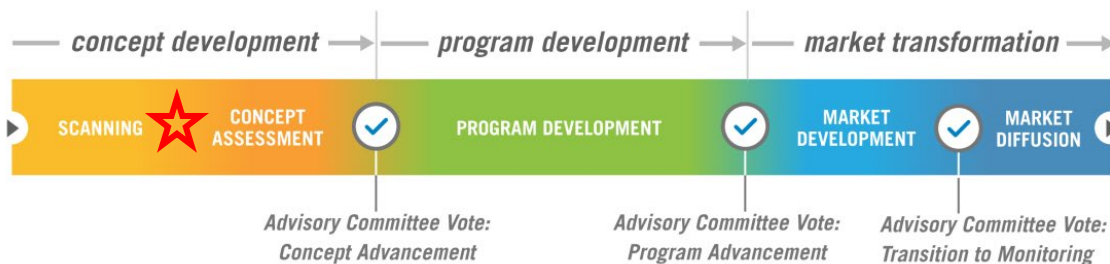 concept development
program development
market transformation
SCANNING
CONCEPT
ASSESSMENT
PROGRAM DEVELOPMENT
MARKET
DEVELOPMENT
MARKET
DIFFUSION
Advisory Committee Vote:
Concept Advancement
Advisory Committee Vote:
Program Advancement
Advisory Committee Vote:
Transition to Monitoring